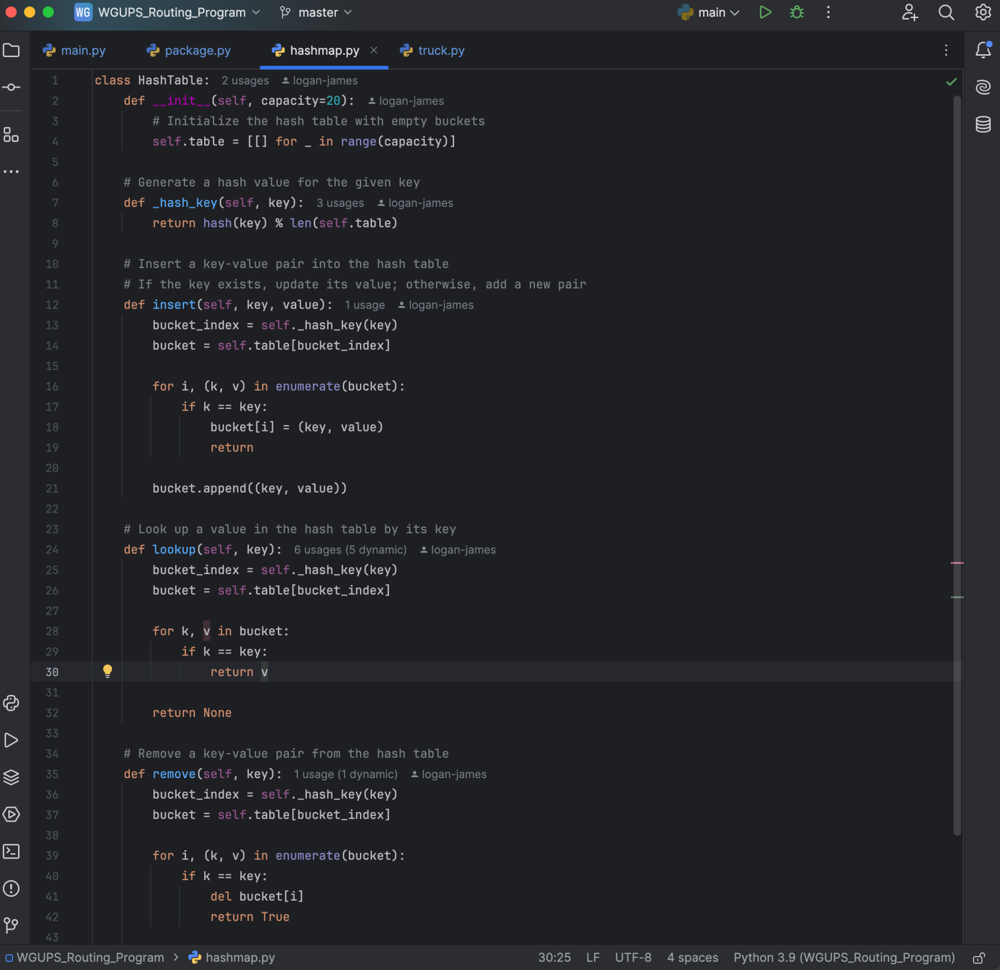 WG WGUPS_Routing_Program master main
main.py package.py hashmap.py truck.py
1 class HashTable: 2 usages logan-james
2     def __init__(self, capacity=20): logan-james
3         # Initialize the hash table with empty buckets
4         self.table = [[] for _ in range(capacity)]
5
6     # Generate a hash value for the given key
7     def _hash_key(self, key): 3 usages logan-james
8         return hash(key) % len(self.table)
9
10     # Insert a key-value pair into the hash table
11     # If the key exists, update its value; otherwise, add a new pair
12     def insert(self, key, value): 1 usage logan-james
13         bucket_index = self._hash_key(key)
14         bucket = self.table[bucket_index]
15
16         for i, (k, v) in enumerate(bucket):
17             if k == key:
18                 bucket[i] = (key, value)
19                 return
20
21         bucket.append((key, value))
22
23     # Look up a value in the hash table by its key
24     def lookup(self, key): 6 usages (5 dynamic) logan-james
25         bucket_index = self._hash_key(key)
26         bucket = self.table[bucket_index]
27
28         for k, v in bucket:
29             if k == key:
30                 return v
31
32         return None
33
34     # Remove a key-value pair from the hash table
35     def remove(self, key): 1 usage (1 dynamic) logan-james
36         bucket_index = self._hash_key(key)
37         bucket = self.table[bucket_index]
38
39         for i, (k, v) in enumerate(bucket):
40             if k == key:
41                 del bucket[i]
42                 return True
43
WGUPS_Routing_Program > hashmap.py 30:25 LF UTF-8 4 spaces Python 3.9 (WGUPS_Routing_Program)